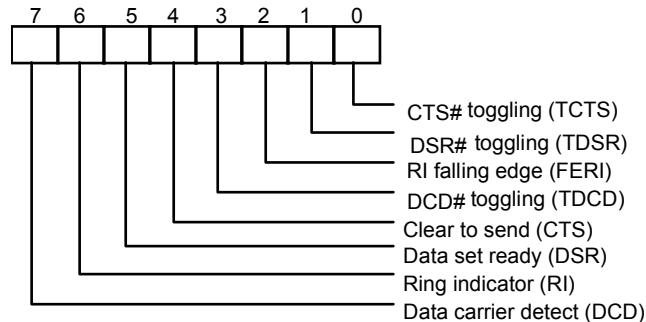 7 6 5 4 3 2 1 0
CTS# toggling (TCTS)
DSR# toggling (TDSR)
RI falling edge (FERI)
DCD# toggling (TDCD)
Clear to send (CTS)
Data set ready (DSR)
Ring indicator (RI)
Data carrier detect (DCD)